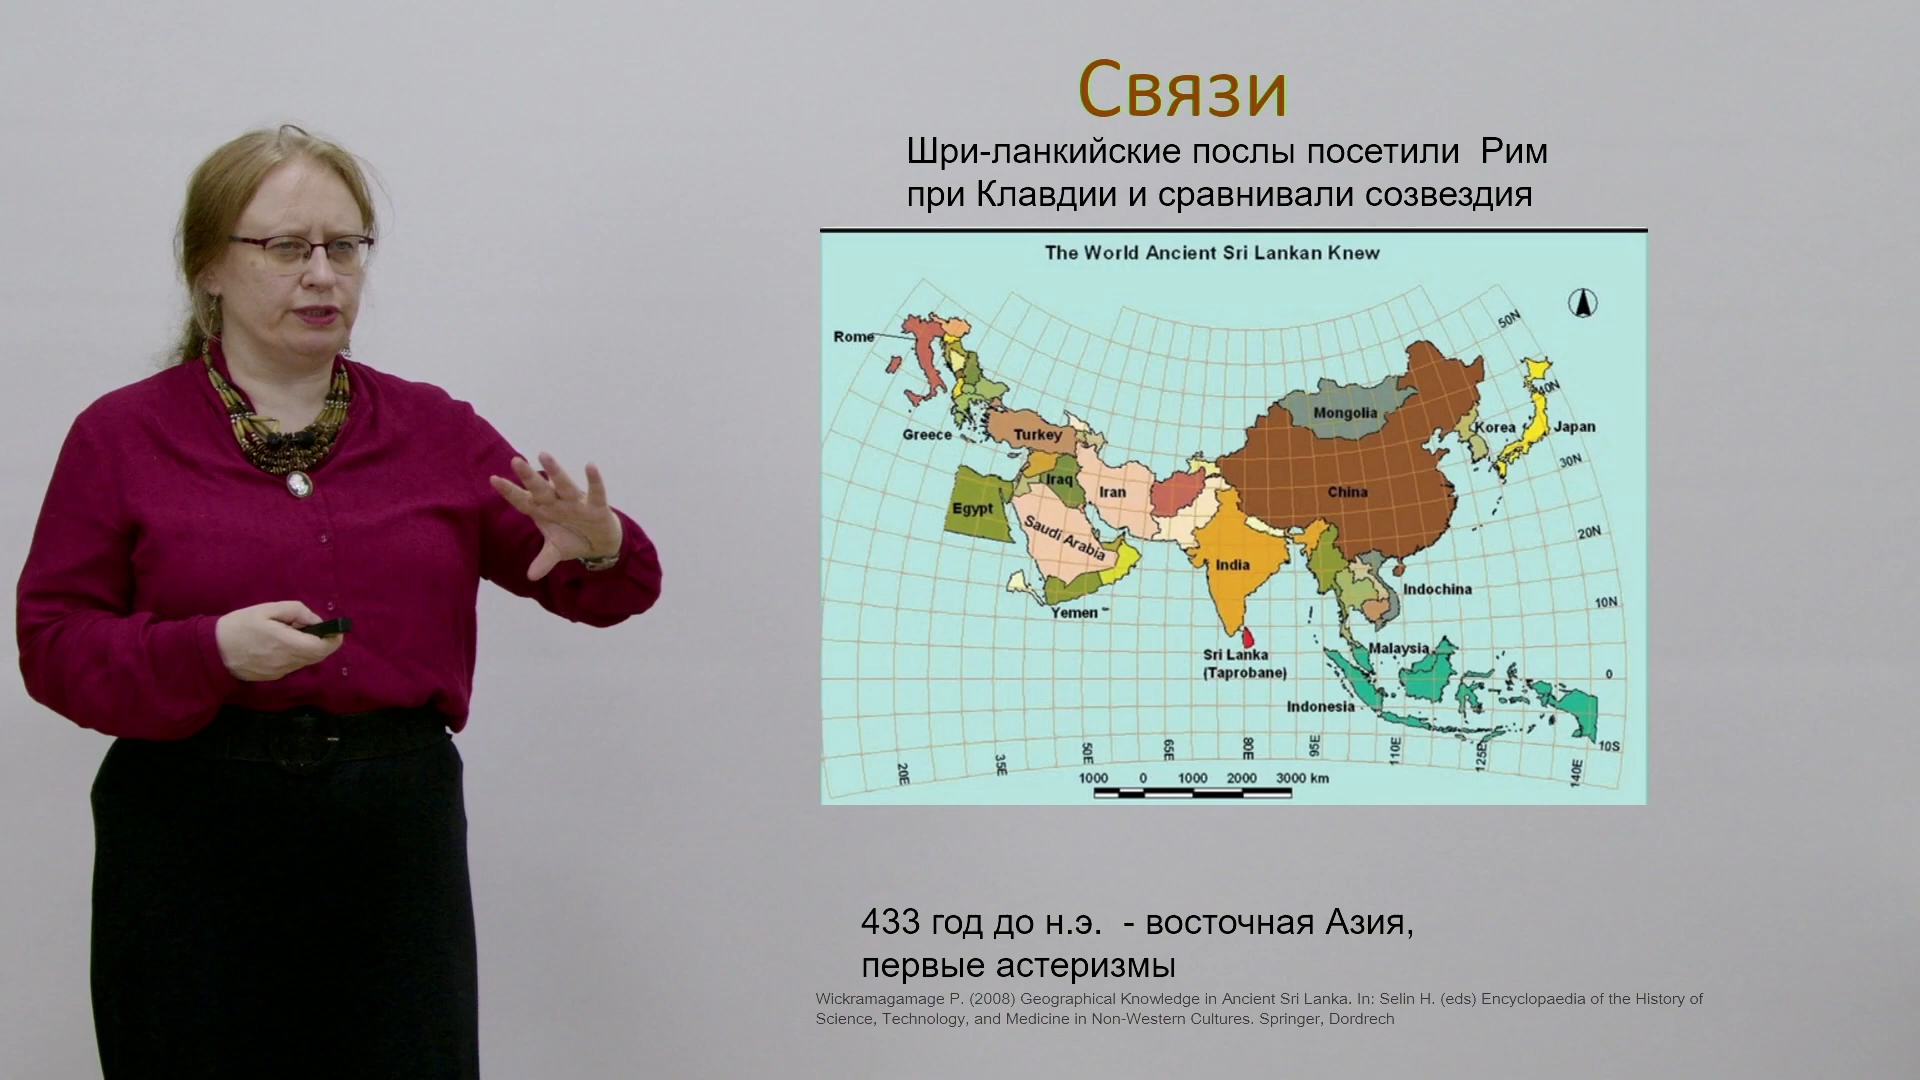 Связи
Шри-ланкийские послы посетили Рим
при Клавдии и сравнивали созвездия
The World Ancient Sri Lankan Knew
50N
Rome
40N
Mongolia
Korea
Japan
Greece
Turkey
30N
Iraq
Iran
China
Egypt
Saudi Arabia
20N
India
Indochina
10N
Yemen
Malaysia
Sri Lanka
(Taprobane)
0
Indonesia
10S
20E
35E
50E
65E
80E
95E
110E
125E
140E
1000 0 1000 2000 3000 km
433 год до н.э. - восточная Азия,
первые астеризмы
Wickramagamage P. (2008) Geographical Knowledge in Ancient Sri Lanka. In: Selin H. (eds) Encyclopaedia of the History of
Science, Technology, and Medicine in Non-Western Cultures. Springer, Dordrech